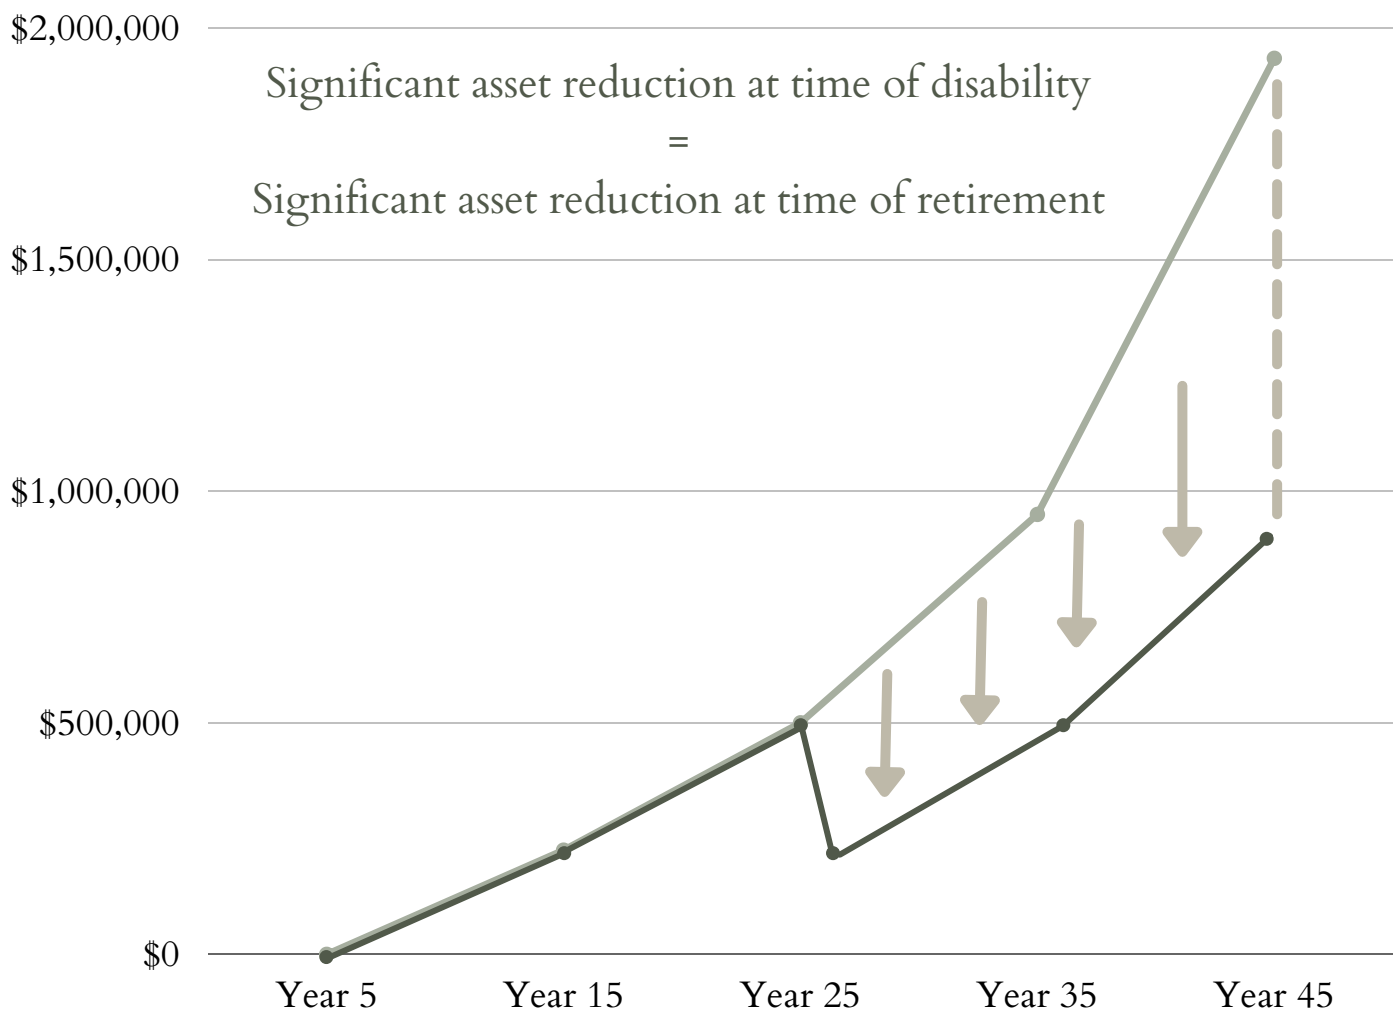 $2,000,000
Significant asset reduction at time of disability
=
Significant asset reduction at time of retirement
$1,500,000
$1,000,000
$500,000
$0
Year 5
Year 15
Year 25
Year 35
Year 45